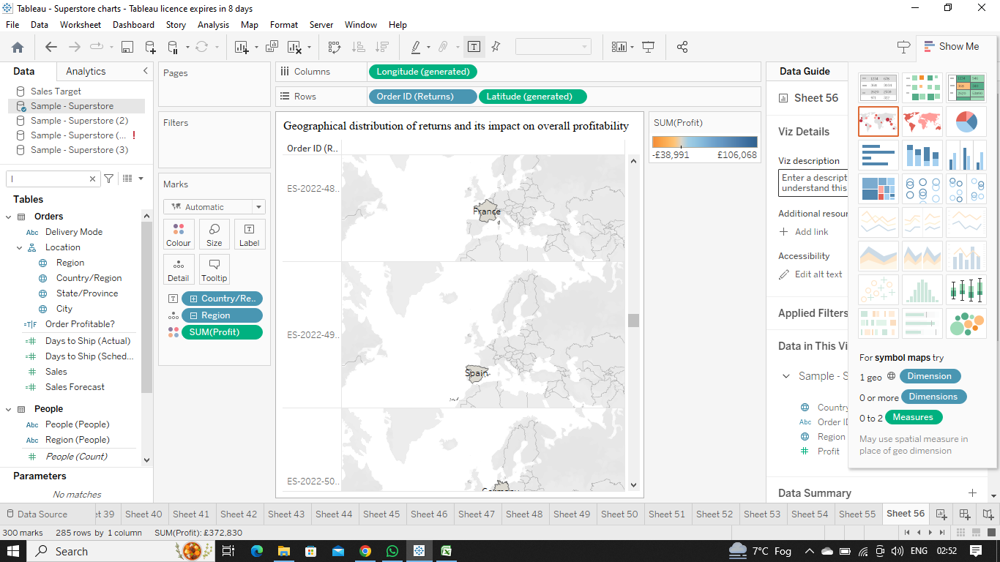 Tableau - Superstore charts - Tableau licence expires in 8 days
File Data Worksheet Dashboard Story Analysis Map Format Server Window Help
Show Me
Data Analytics
Sales Target
Sample - Superstore
Sample - Superstore (2)
Sample - Superstore (... !
Sample - Superstore (3)
l
Tables
Orders
Abc Delivery Mode
Location
Region
Country/Region
State/Province
City
=T|F Order Profitable?
Days to Ship (Actual)
Days to Ship (Sched...
Sales
Sales Forecast
People
Abc People (People)
Abc Region (People)
People (Count)
Parameters
No matches
Pages
Filters
Marks
Automatic
Colour Size Label
Detail Tooltip
Country/Re..
Region
SUM(Profit)
Columns Longitude (generated)
Rows Order ID (Returns) Latitude (generated)
Geographical distribution of returns and its impact on overall profitability
Order ID (R..
ES-2022-48..
France
ES-2022-49..
Spain
ES-2022-50..
Germany
SUM(Profit)
-£38,991 £106,068
Data Guide
Sheet 56
Viz Details
Viz description
Enter a descript
understand this
Additional resour
Add link
Accessibility
Edit alt text
Applied Filters
Data in This Vi
Sample - S
Country
Abc Order ID
Region
Profit
Data Summary
For symbol maps try
1 geo Dimension
0 or more Dimensions
0 to 2 Measures
May use spatial measure in
place of geo dimension
Data Source et 39 Sheet 40 Sheet 41 Sheet 42 Sheet 43 Sheet 44 Sheet 45 Sheet 46 Sheet 47 Sheet 48 Sheet 49 Sheet 50 Sheet 51 Sheet 52 Sheet 53 Sheet 54 Sheet 55 Sheet 56
300 marks 285 rows by 1 column SUM(Profit): £372,830
Search 7°C Fog ENG 02:52